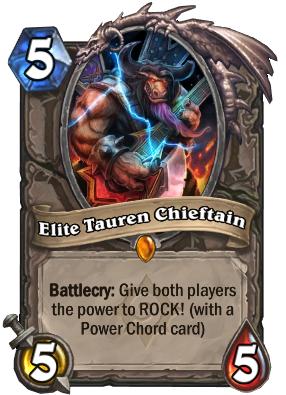 5
Elite Tauren Chieftain
Battlecry: Give both players
the power to ROCK! (with a
Power Chord card)
5
5